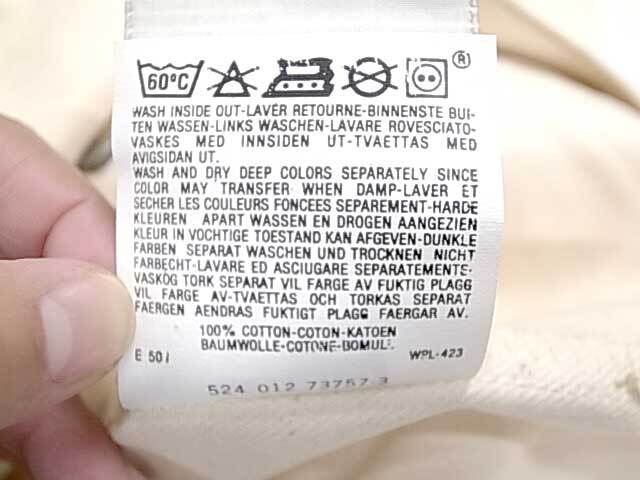 60°C ®
WASH INSIDE OUT-LAVER RETOURNE-BINNENSTE BUI-
TEN WASSEN-LINKS WASCHEN-LAVARE ROVESCIATO-
VASKES MED INNSIDEN UT-TVAETTAS MED
AVIGSIDAN UT.
WASH AND DRY DEEP COLORS SEPARATELY SINCE
COLOR MAY TRANSFER WHEN DAMP-LAVER ET
SECHER LES COULEURS FONCEES SEPAREMENT-HARDE
KLEUREN APART WASSEN EN DROGEN AANGEZIEN
KLEUR IN VOCHTIGE TOESTAND KAN AFGEVEN-DUNKLE
FARBEN SEPARAT WASCHEN UND TROCKNEN NICHT
FARBECHT-LAVARE ED ASCIUGARE SEPARATEMENTE-
VASKOG TORK SEPARAT VIL FARGE AV FUKTIG PLAGG
VIL FARGE AV-TVAETTAS OCH TORKAS SEPARAT
FAERGEN AENDRAS FUKTIGT PLAGG FAERGAR AV.
100% COTTON-COTON-KATOEN
BAUMWOLLE-COTONE-BOMULL
E 50/ WPL-423
524 012 73757 3